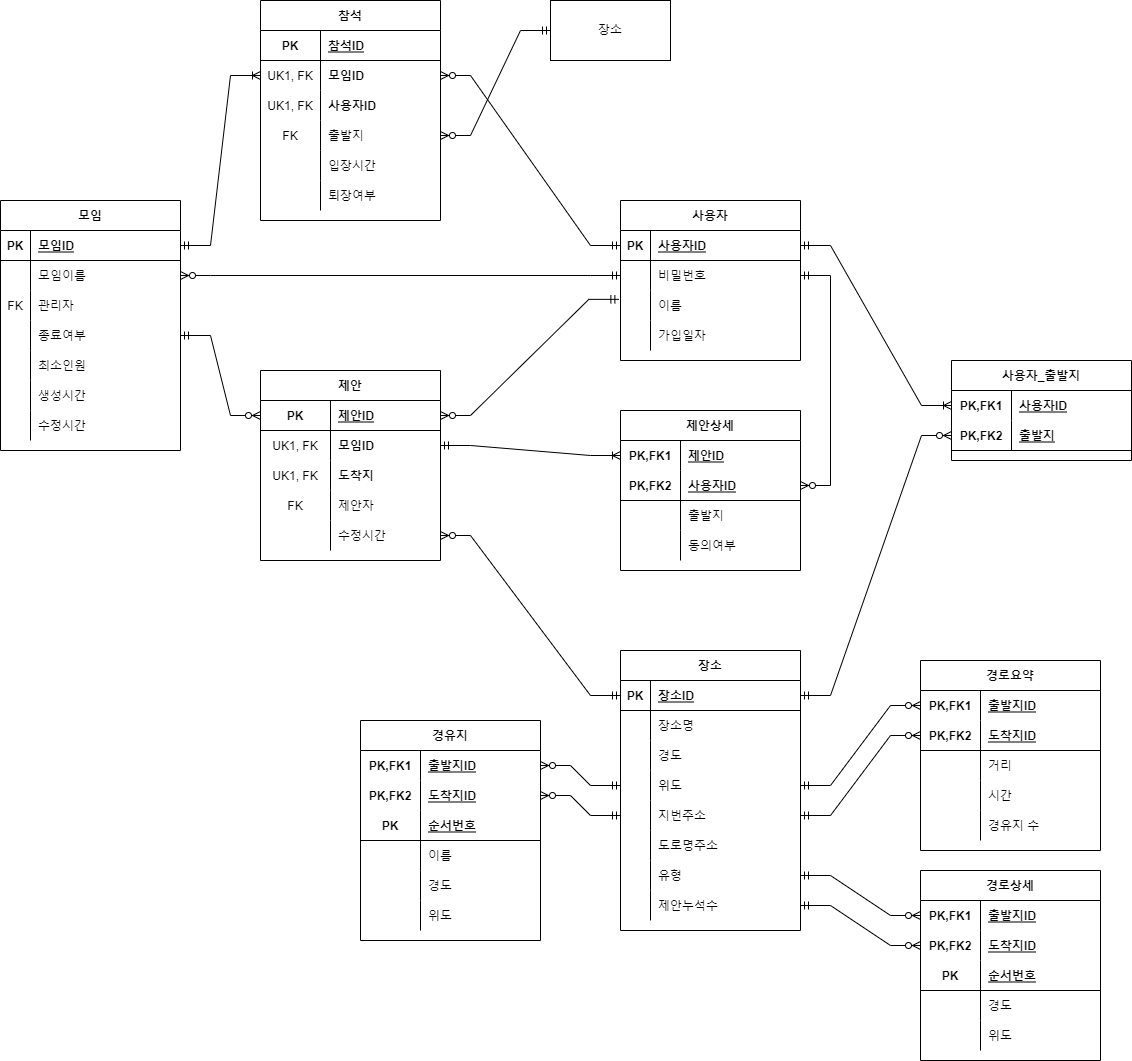 참석
PK 참석ID
UK1, FK 모임ID
UK1, FK 사용자ID
FK 출발지
입장시간
퇴장여부
장소
모임
PK 모임ID
모임이름
FK 관리자
종료여부
최소인원
생성시간
수정시간
사용자
PK 사용자ID
비밀번호
이름
가입일자
사용자_출발지
PK,FK1 사용자ID
PK,FK2 출발지
제안
PK 제안ID
UK1, FK 모임ID
UK1, FK 도착지
FK 제안자
수정시간
제안상세
PK,FK1 제안ID
PK,FK2 사용자ID
출발지
동의여부
장소
PK 장소ID
장소명
경도
위도
지번주소
도로명주소
유형
제안누석수
경유지
PK,FK1 출발지ID
PK,FK2 도착지ID
PK 순서번호
이름
경도
위도
경로요약
PK,FK1 출발지ID
PK,FK2 도착지ID
거리
시간
경유지 수
경로상세
PK,FK1 출발지ID
PK,FK2 도착지ID
PK 순서번호
경도
위도